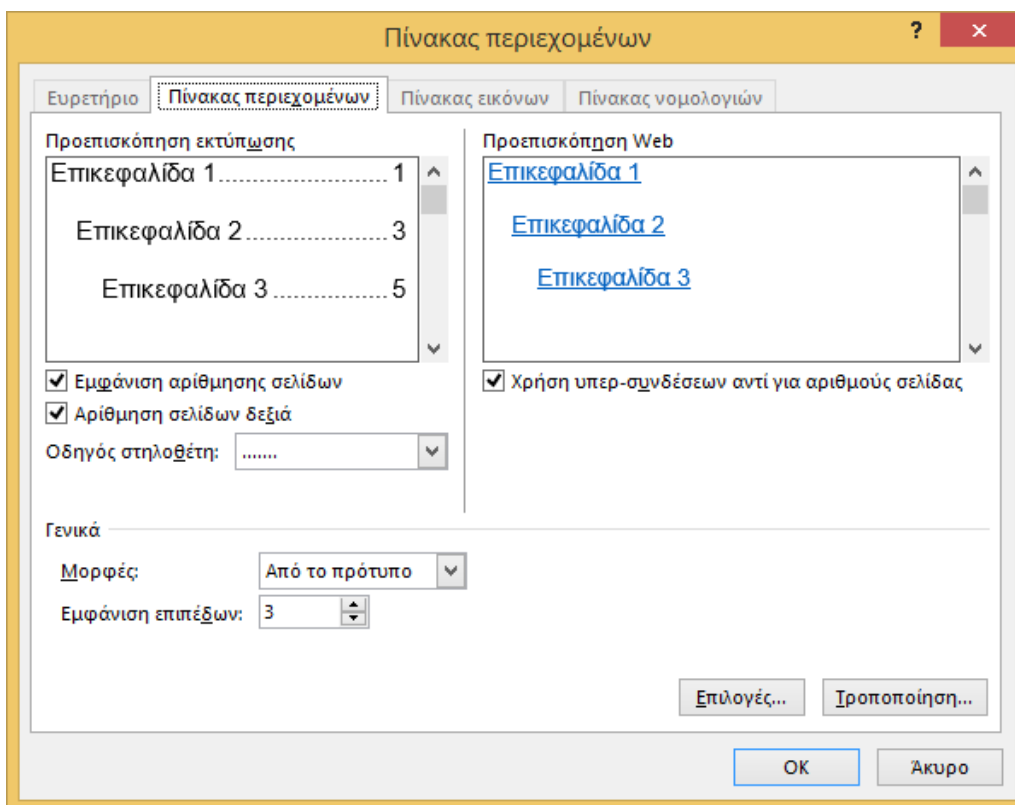 Πίνακας περιεχομένων
?
Ευρετήριο Πίνακας περιεχομένων Πίνακας εικόνων Πίνακας νομολογιών
Προεπισκόπηση εκτύπωσης
Επικεφαλίδα 1........................... 1
Επικεφαλίδα 2...................... 3
Επικεφαλίδα 3.................. 5
Εμφάνιση αρίθμησης σελίδων
Αρίθμηση σελίδων δεξιά
Οδηγός στηλοθέτη: .......
Προεπισκόπηση Web
Επικεφαλίδα 1
Επικεφαλίδα 2
Επικεφαλίδα 3
Χρήση υπερ-συνδέσεων αντί για αριθμούς σελίδας
Γενικά
Μορφές: Από το πρότυπο
Εμφάνιση επιπέδων: 3
Επιλογές... Τροποποίηση...
OK Άκυρο